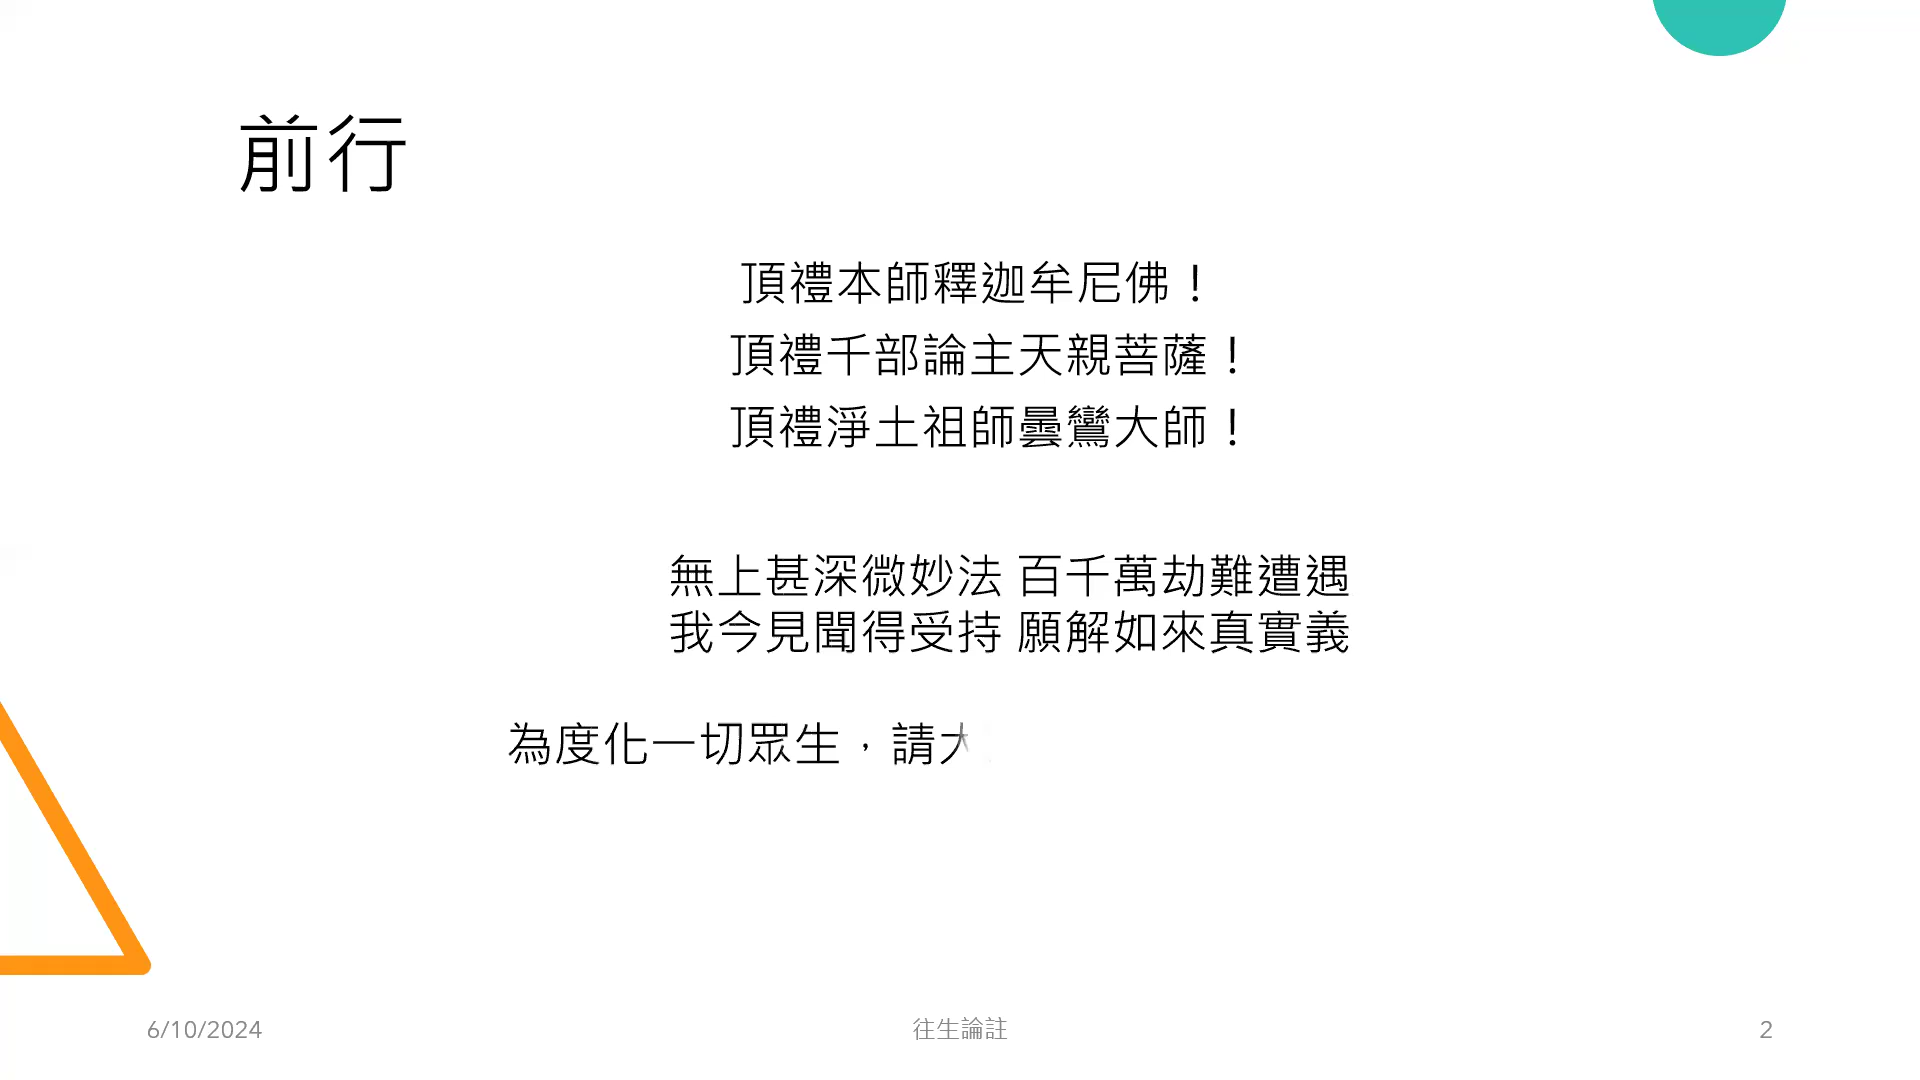 前行
頂禮本師釋迦牟尼佛！
頂禮千部論主天親菩薩！
頂禮淨土祖師曇鸞大師！
無上甚深微妙法 百千萬劫難遭遇
我今見聞得受持 願解如來真實義
為度化一切眾生，請大
6/10/2024
往生論註
2